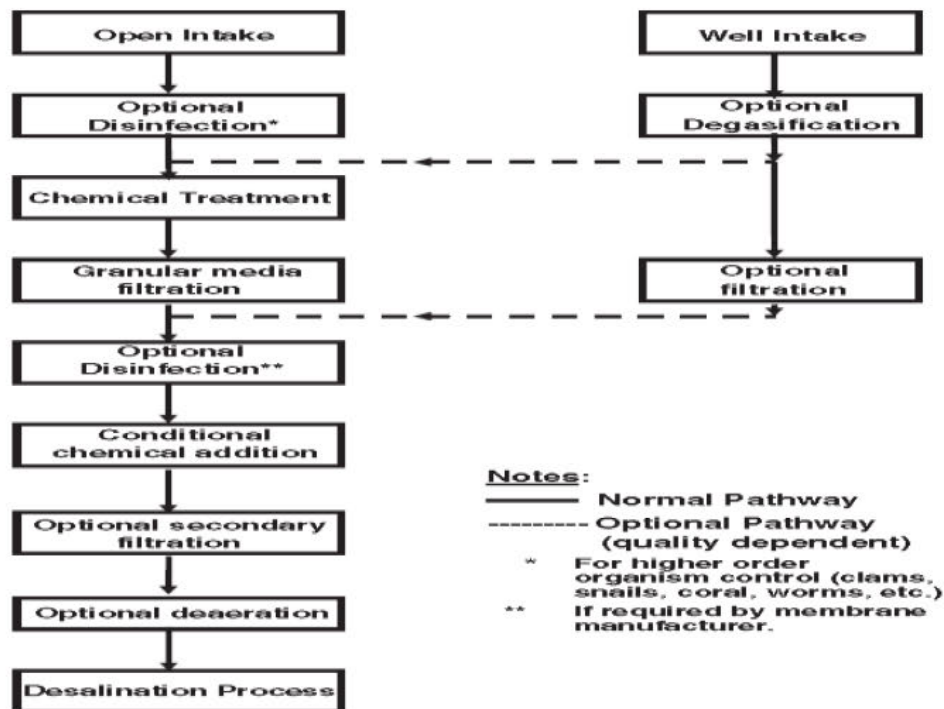 Open Intake
Well Intake
Optional
Disinfection*
Optional
Degasification
Chemical Treatment
Granular media
filtration
Optional
filtration
Optional
Disinfection**
Conditional
chemical addition
Optional secondary
filtration
Optional deaeration
Desalination Process
Notes:
Normal Pathway
Optional Pathway
(quality dependent)
* For higher order
organism control (clams,
snails, coral, worms, etc.)
** If required by membrane
manufacturer.